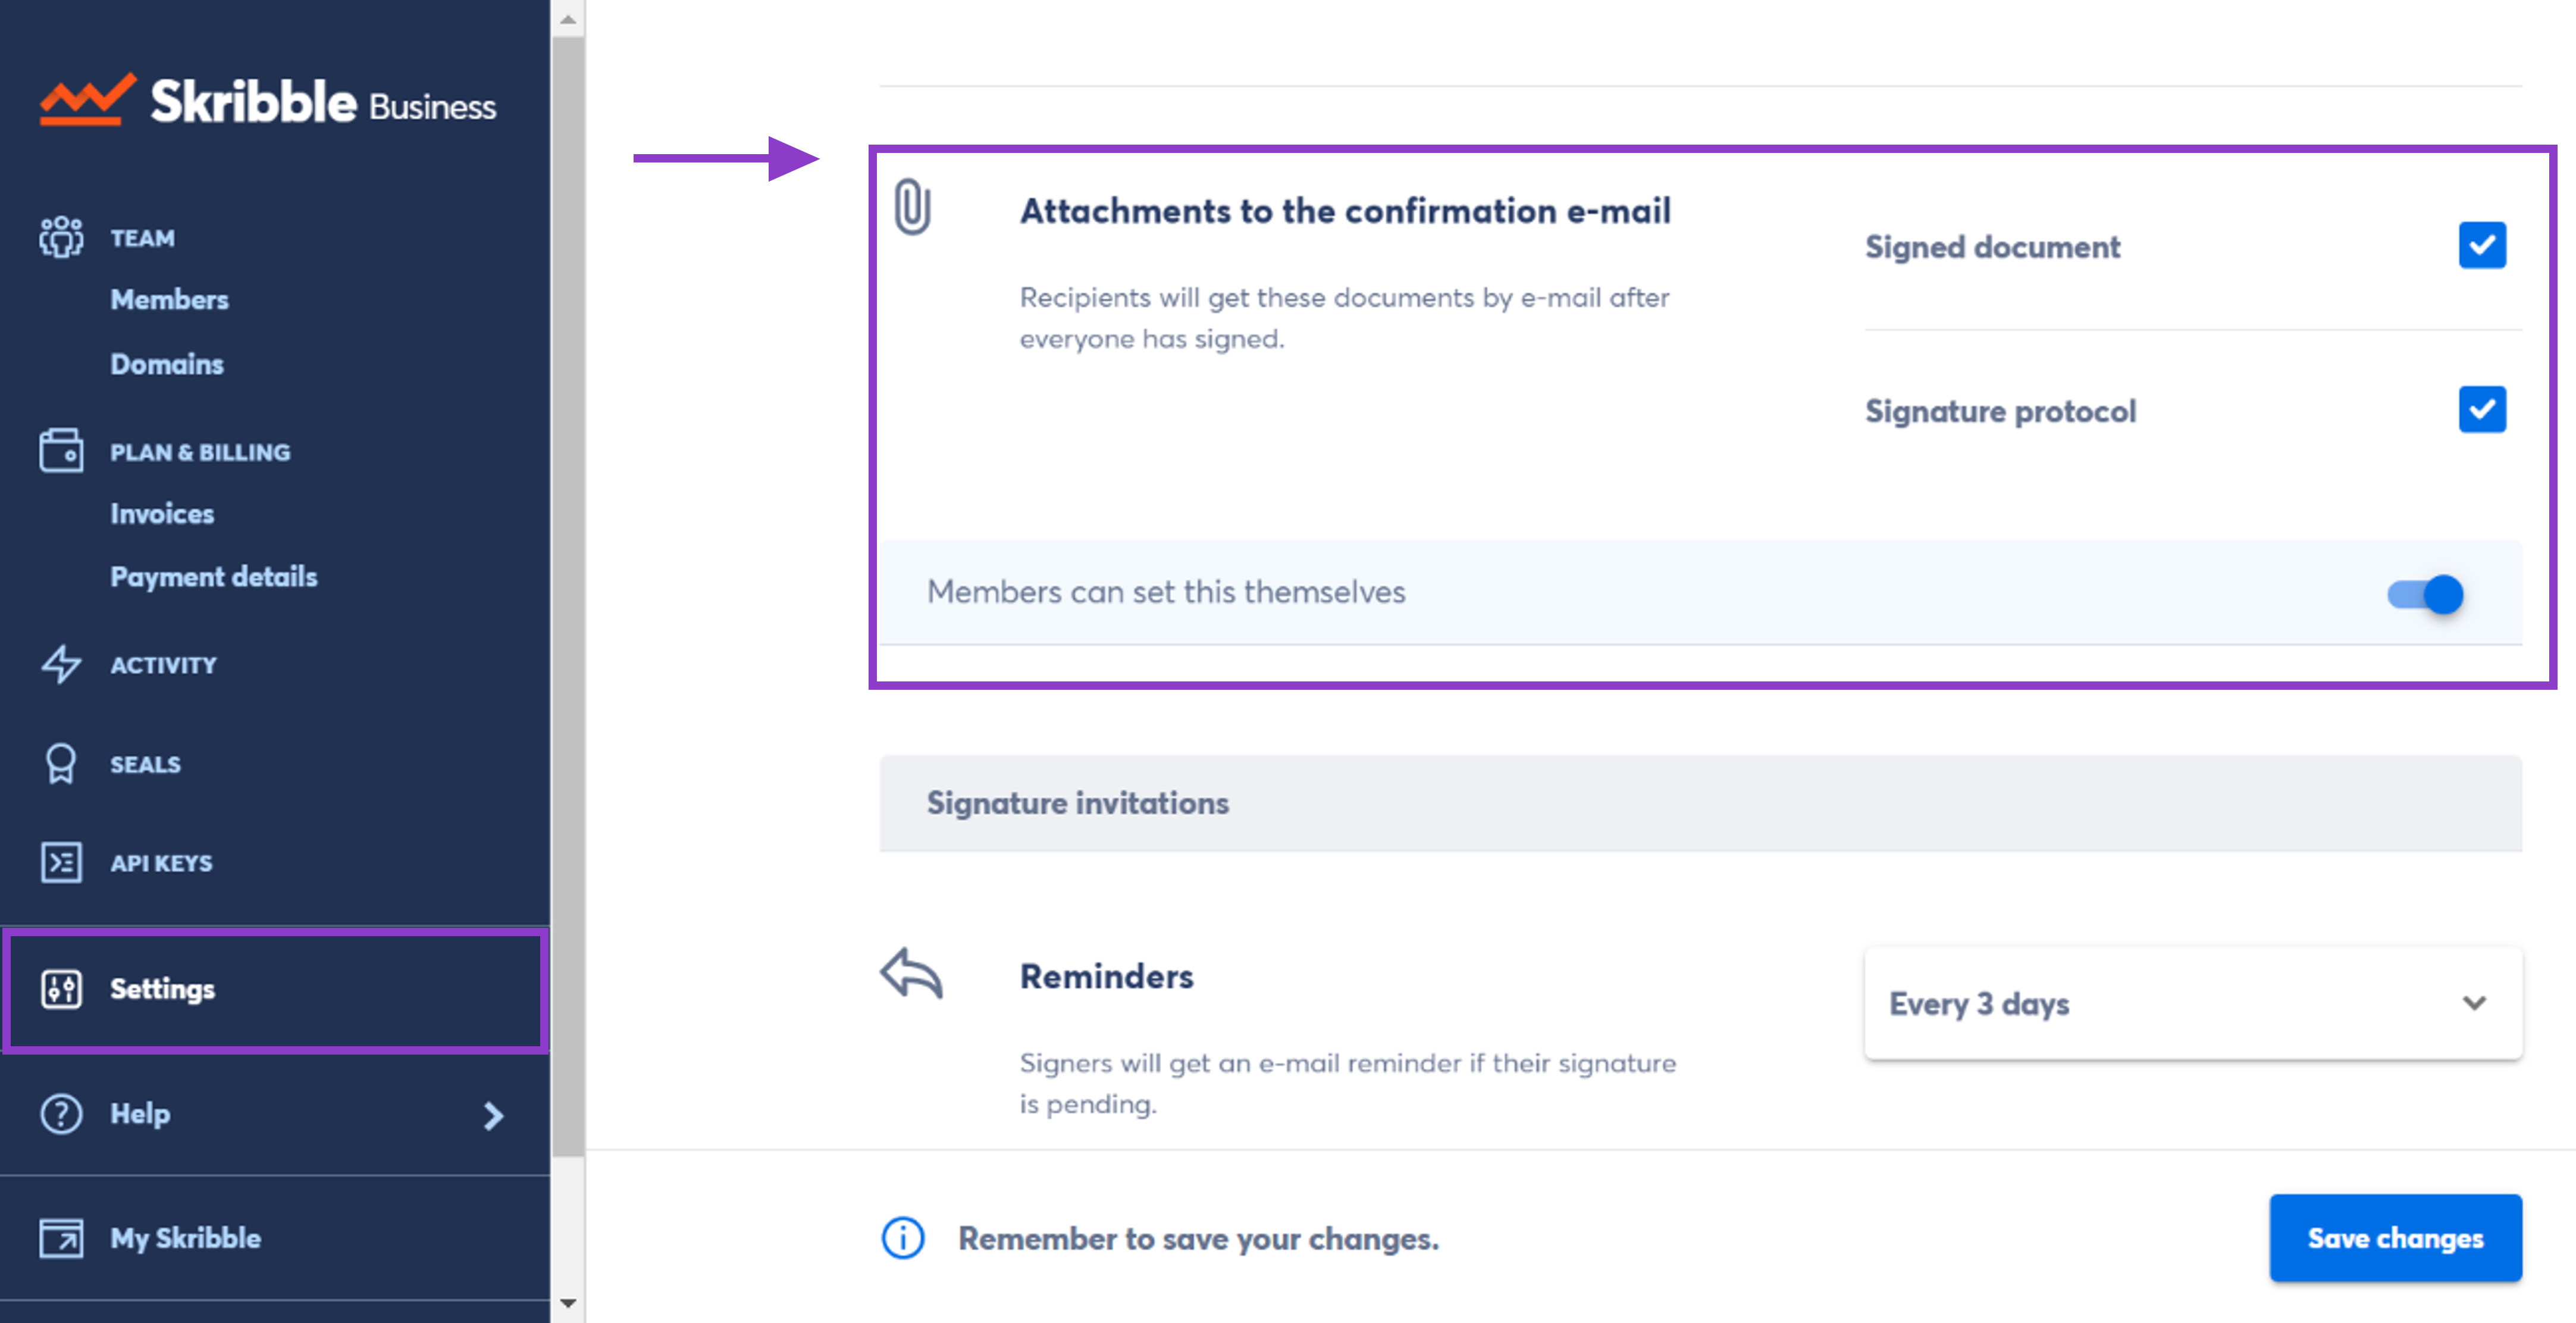 Skribble Business
TEAM
Members
Domains
PLAN & BILLING
Invoices
Payment details
ACTIVITY
SEALS
API KEYS
Settings
Help
My Skribble
Attachments to the confirmation e-mail
Recipients will get these documents by e-mail after
everyone has signed.
Signed document
Signature protocol
Members can set this themselves
Signature invitations
Reminders
Signers will get an e-mail reminder if their signature
is pending.
Every 3 days
Remember to save your changes.
Save changes